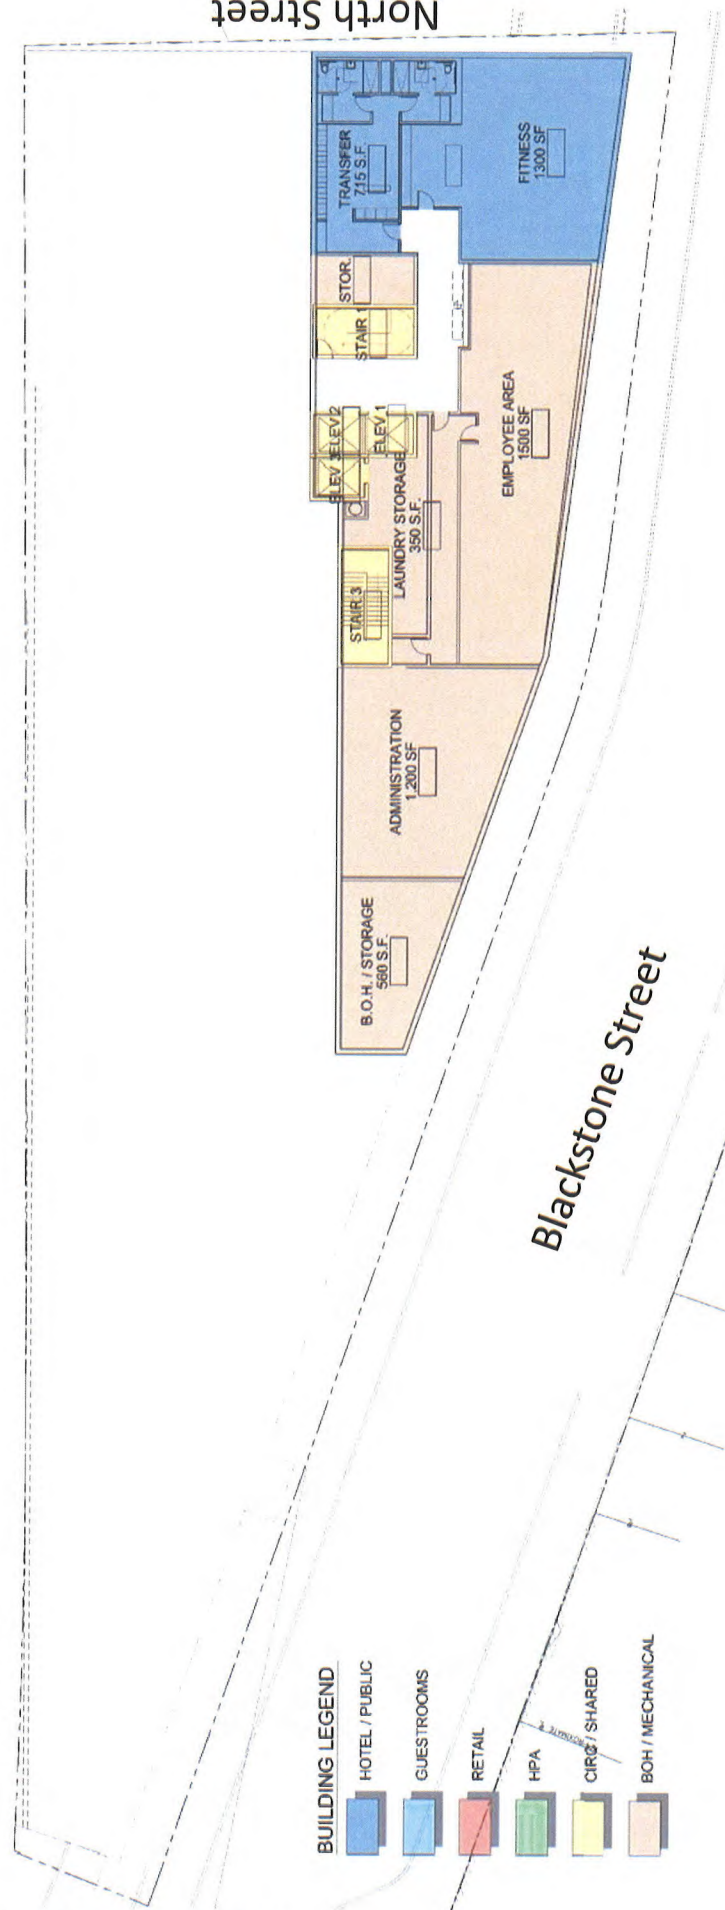 North Street
TRANSFER
715 S.F.
FITNESS
1300 SF
STOR.
STAIR 1
ELEV 3
ELEV 2
ELEV 1
LAUNDRY STORAGE
350 S.F.
EMPLOYEE AREA
1500 SF
STAIR 3
ADMINISTRATION
1,200 SF
B.O.H. / STORAGE
560 S.F.
Blackstone Street
BUILDING LEGEND
HOTEL / PUBLIC
GUESTROOMS
RETAIL
HPA
CIRC / SHARED
BOH / MECHANICAL